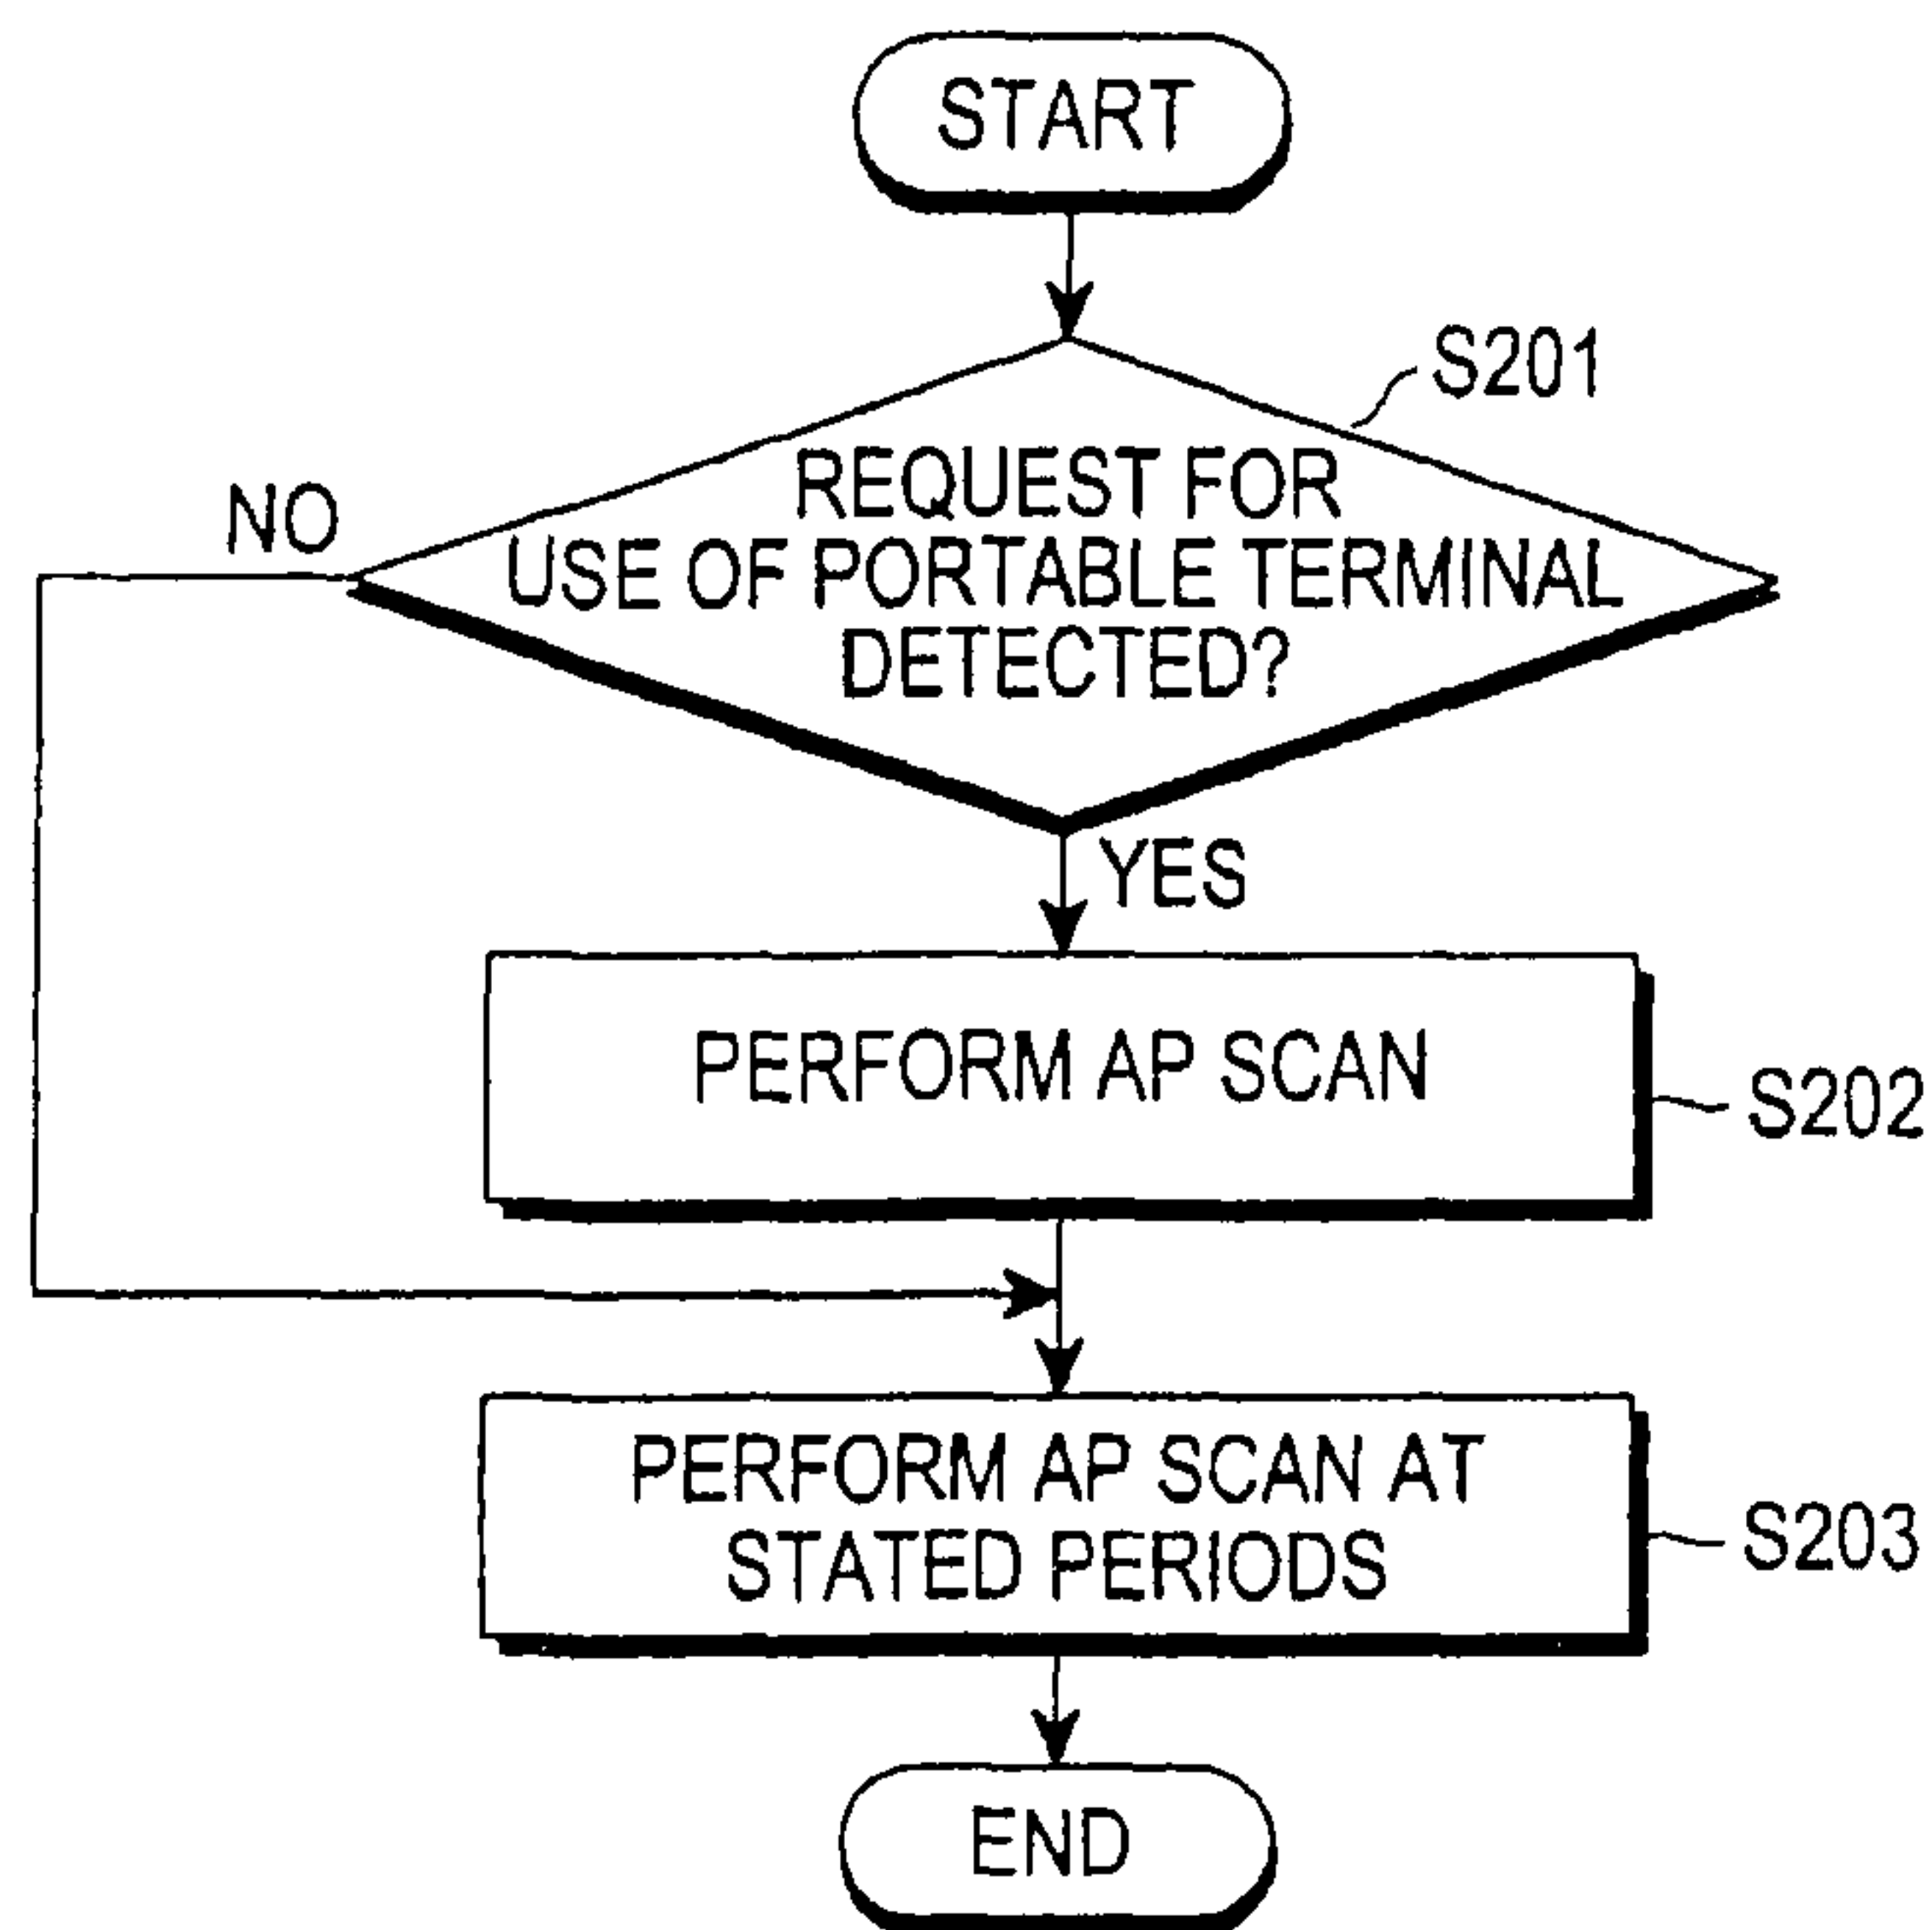 START
S201
REQUEST FOR
USE OF PORTABLE TERMINAL
DETECTED?
NO
YES
PERFORM AP SCAN
S202
PERFORM AP SCAN AT
STATED PERIODS
S203
END